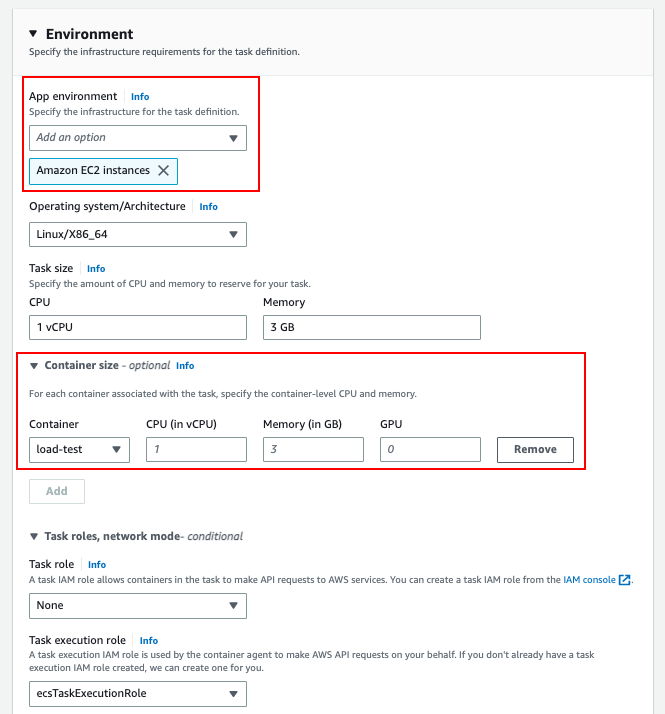 Environment
Specify the infrastructure requirements for the task definition.
App environment Info
Specify the infrastructure for the task definition.
Add an option
Amazon EC2 instances
Operating system/Architecture Info
Linux/X86_64
Task size Info
Specify the amount of CPU and memory to reserve for your task.
CPU Memory
1 vCPU 3 GB
Container size - optional Info
For each container associated with the task, specify the container-level CPU and memory.
Container CPU (in vCPU) Memory (in GB) GPU
load-test 1 3 0 Remove
Add
Task roles, network mode- conditional
Task role Info
A task IAM role allows containers in the task to make API requests to AWS services. You can create a task IAM role from the IAM console.
None
Task execution role Info
A task execution IAM role is used by the container agent to make AWS API requests on your behalf. If you don't already have a task
execution IAM role created, we can create one for you.
ecsTaskExecutionRole